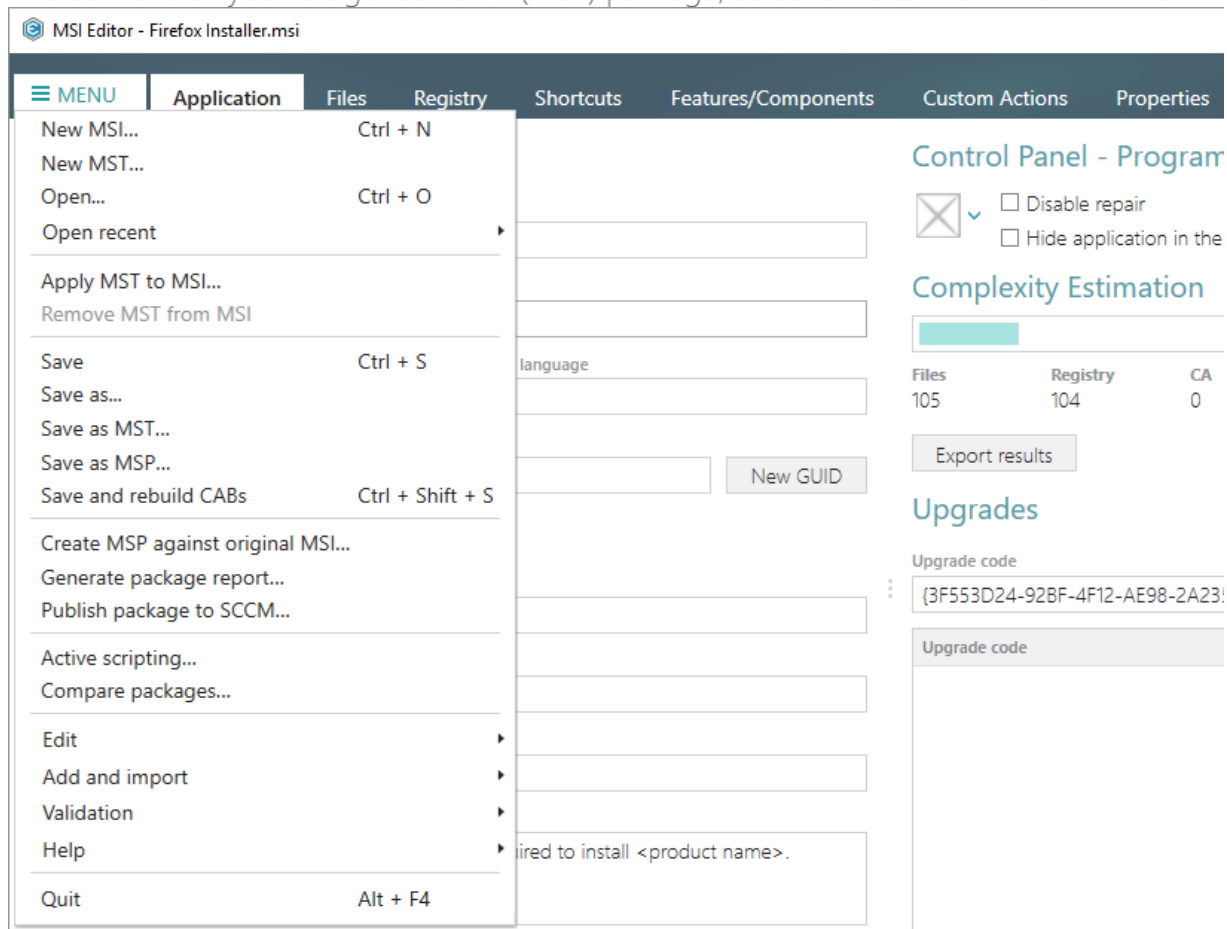 MSI Editor - Firefox Installer.msi
MENU Application Files Registry Shortcuts Features/Components Custom Actions Properties
New MSI... Ctrl + N
New MST...
Open... Ctrl + O
Open recent
Apply MST to MSI...
Remove MST from MSI
Save Ctrl + S
Save as...
Save as MST...
Save as MSP...
Save and rebuild CABs Ctrl + Shift + S
Create MSP against original MSI...
Generate package report...
Publish package to SCCM...
Active scripting...
Compare packages...
Edit
Add and import
Validation
Help
Quit Alt + F4
language
New GUID
to install <product name>.
Control Panel - Program
Disable repair
Hide application in the
Complexity Estimation
Files Registry CA
105 104 0
Export results
Upgrades
Upgrade code
{3F553D24-92BF-4F12-AE98-2A235
Upgrade code